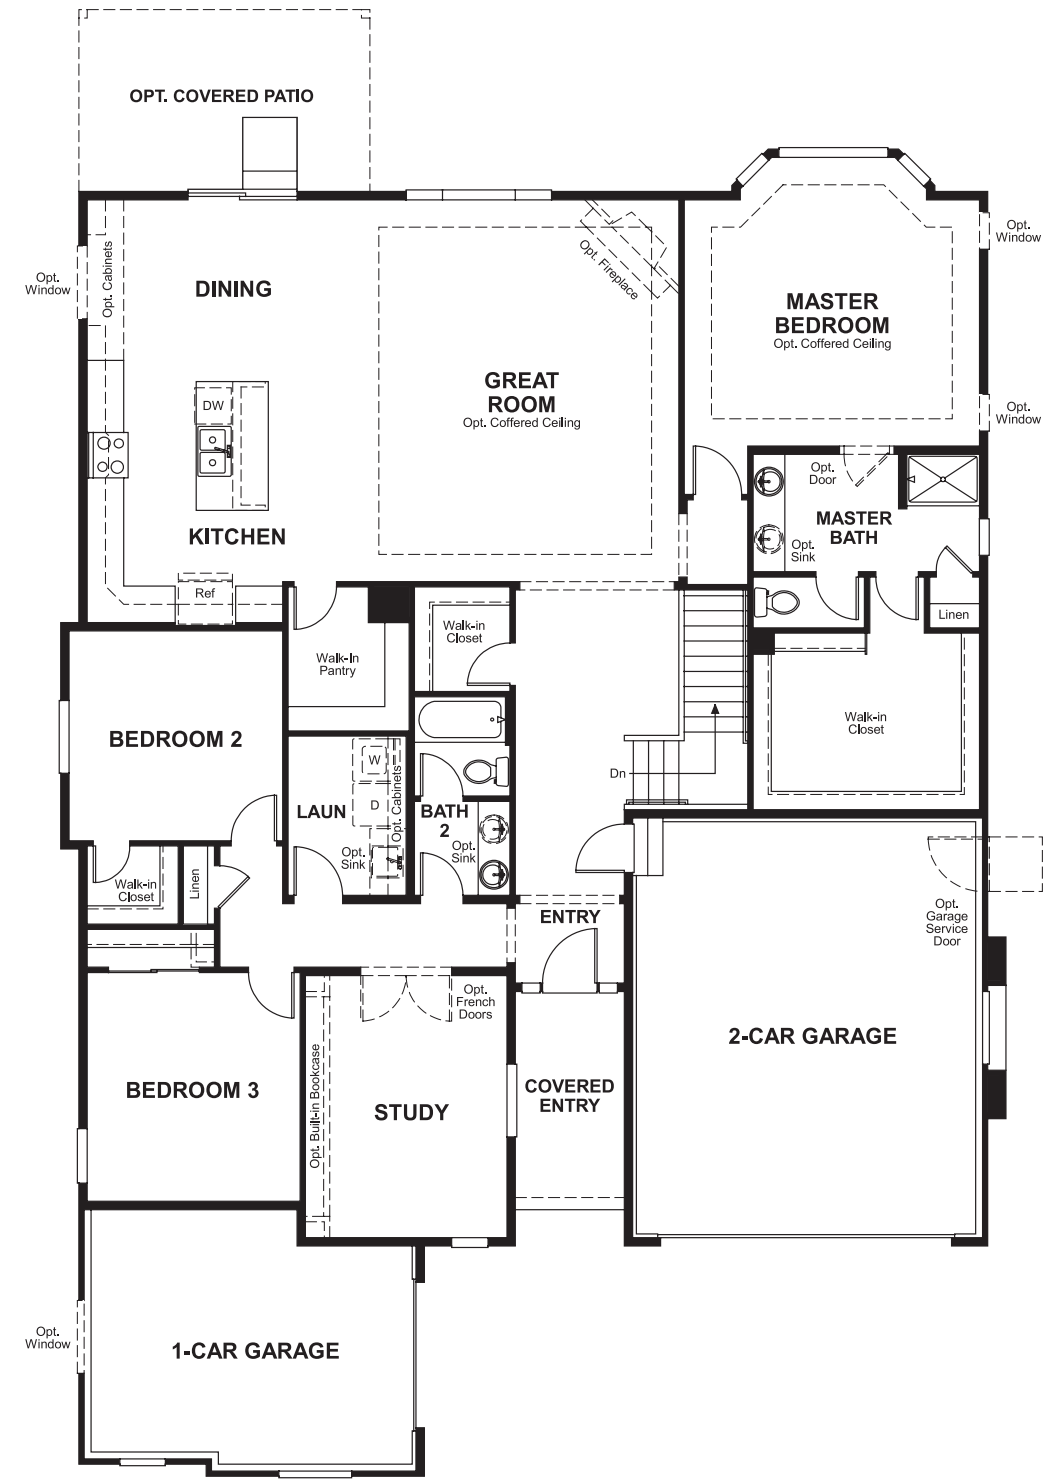 OPT. COVERED PATIO
Opt.
Window
Opt. Cabinets
DINING
Opt. Fireplace
Opt.
Window
MASTER
BEDROOM
Opt. Coffered Ceiling
GREAT
ROOM
Opt. Coffered Ceiling
DW
Opt.
Window
Opt.
Door
MASTER
BATH
Opt.
Sink
KITCHEN
Ref
Linen
Walk-in
Closet
Walk-In
Pantry
Walk-in
Closet
BEDROOM 2
Dn
W
D
Opt. Cabinets
LAUN
Opt.
Sink
BATH
2
Opt.
Sink
Walk-in
Closet
Linen
ENTRY
Opt.
Garage
Service
Door
Opt.
French
Doors
2-CAR GARAGE
BEDROOM 3
Opt. Built-in Bookcase
STUDY
COVERED
ENTRY
Opt.
Window
1-CAR GARAGE